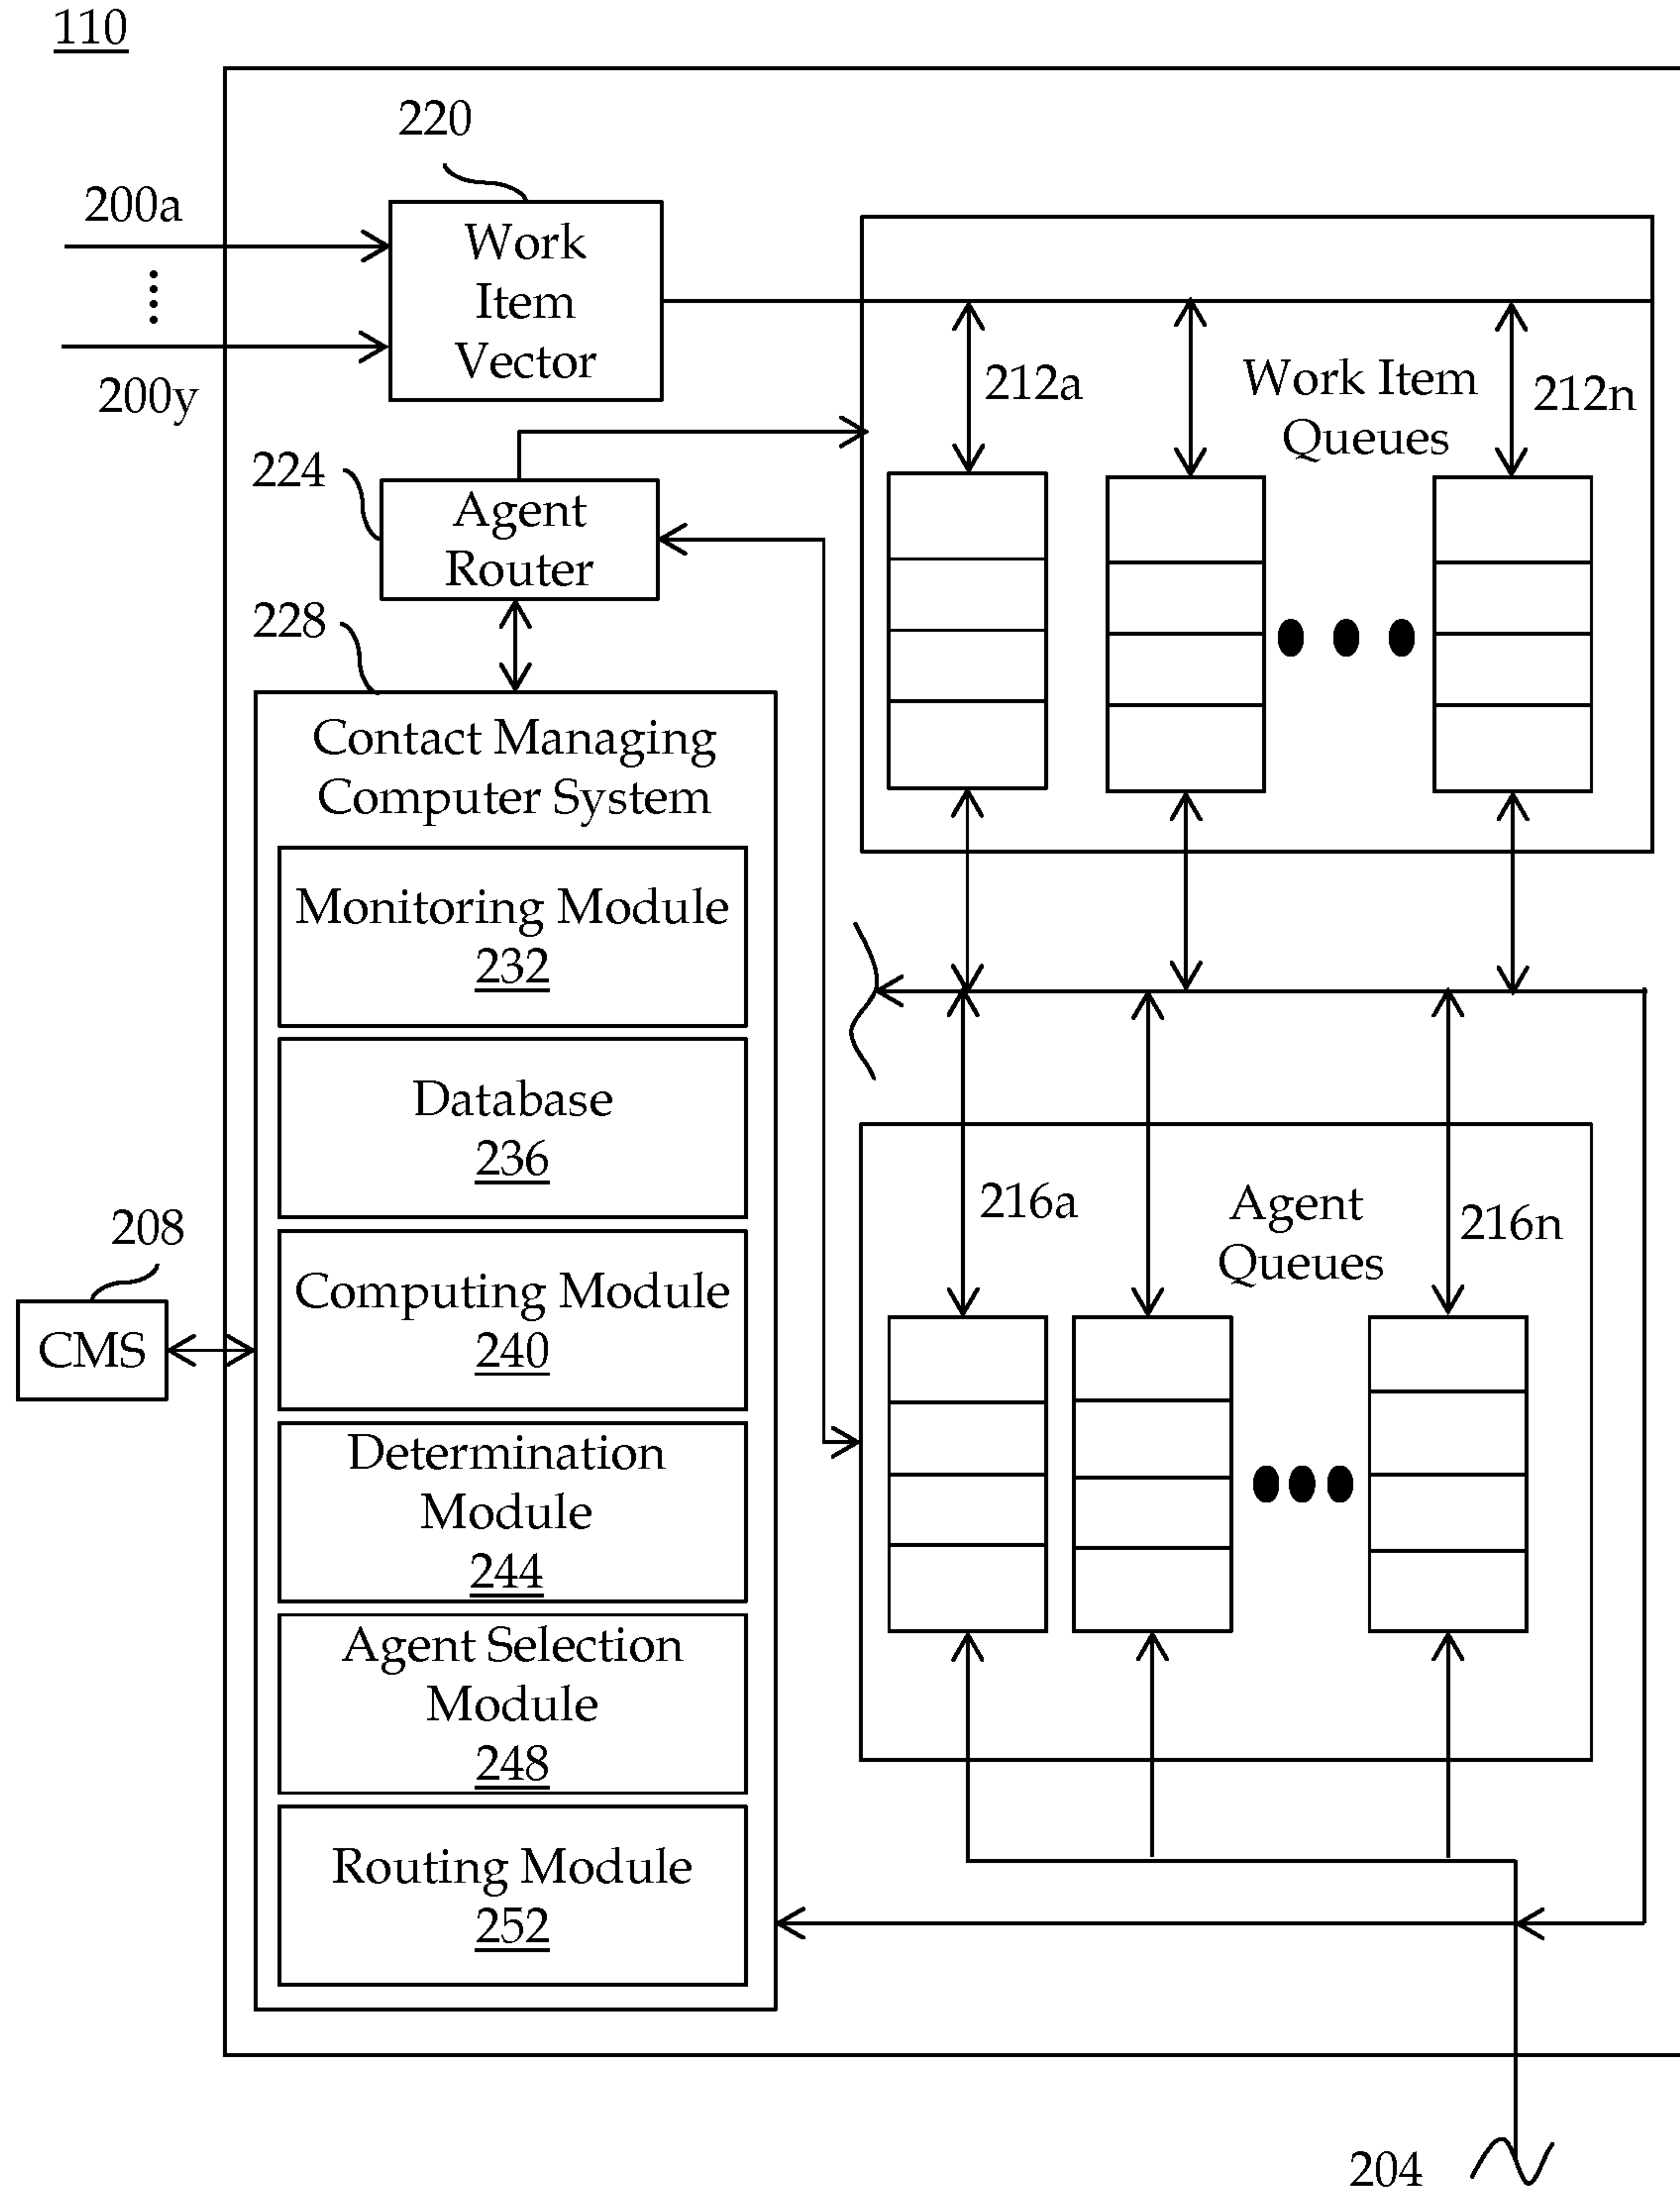 110
220
200a
Work
Item
Vector
200y
212a
Work Item
Queues
212n
224
Agent
Router
228
Contact Managing
Computer System
Monitoring Module
232
Database
236
216a
Agent
Queues
216n
208
CMS
Computing Module
240
Determination
Module
244
Agent Selection
Module
248
Routing Module
252
204